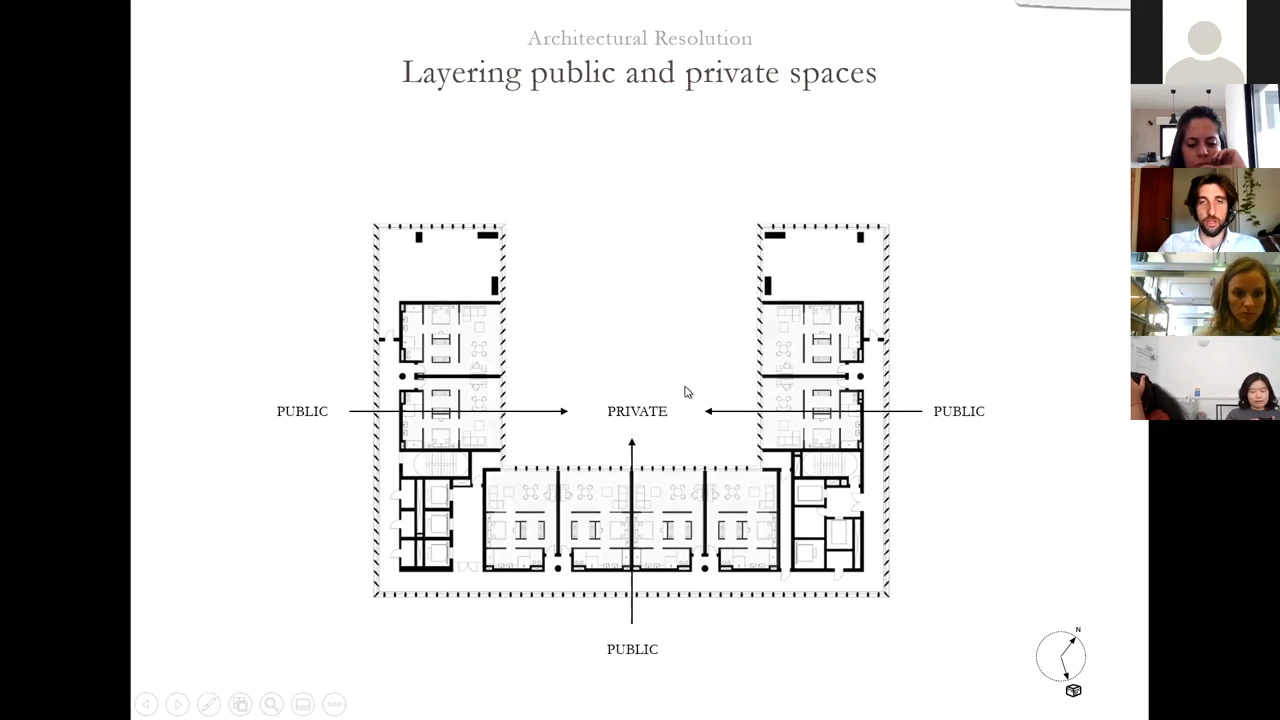 Architectural Resolution
Layering public and private spaces
PUBLIC
PRIVATE
PUBLIC
PUBLIC
N